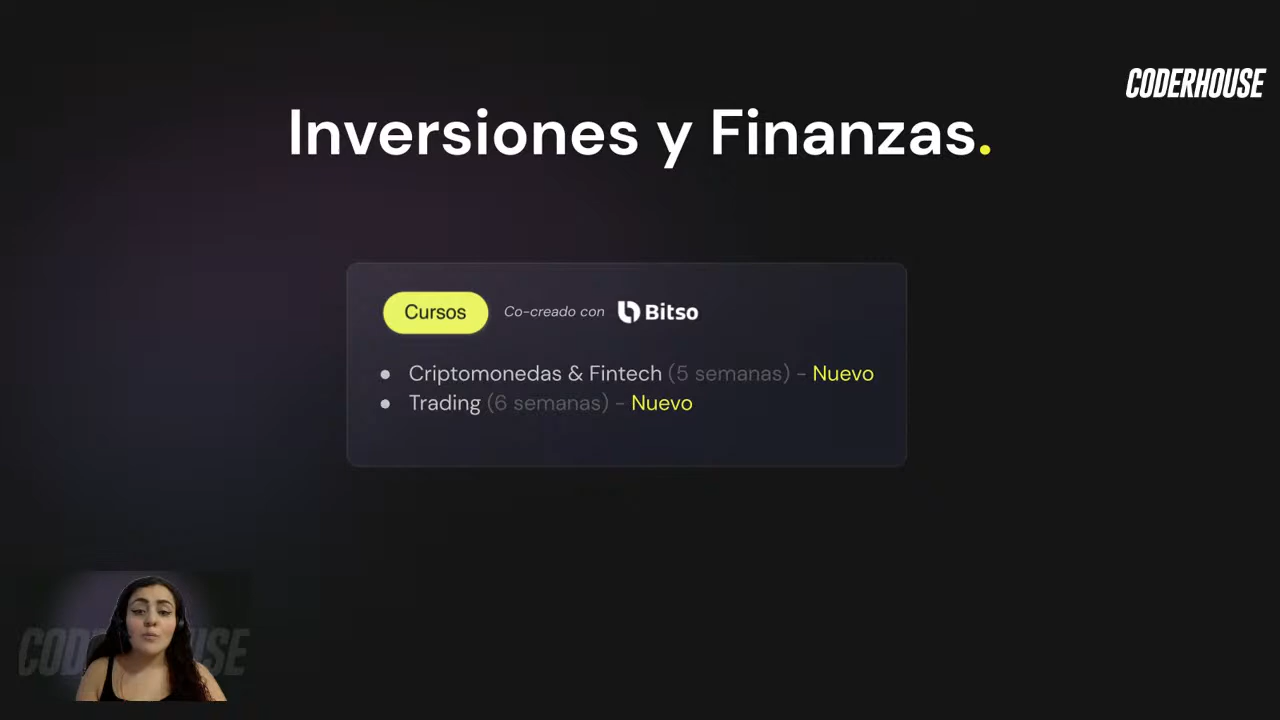 CODERHOUSE
Inversiones y Finanzas.
Cursos Co-creado con Bitso
• Criptomonedas & Fintech (5 semanas) - Nuevo
• Trading (6 semanas) - Nuevo